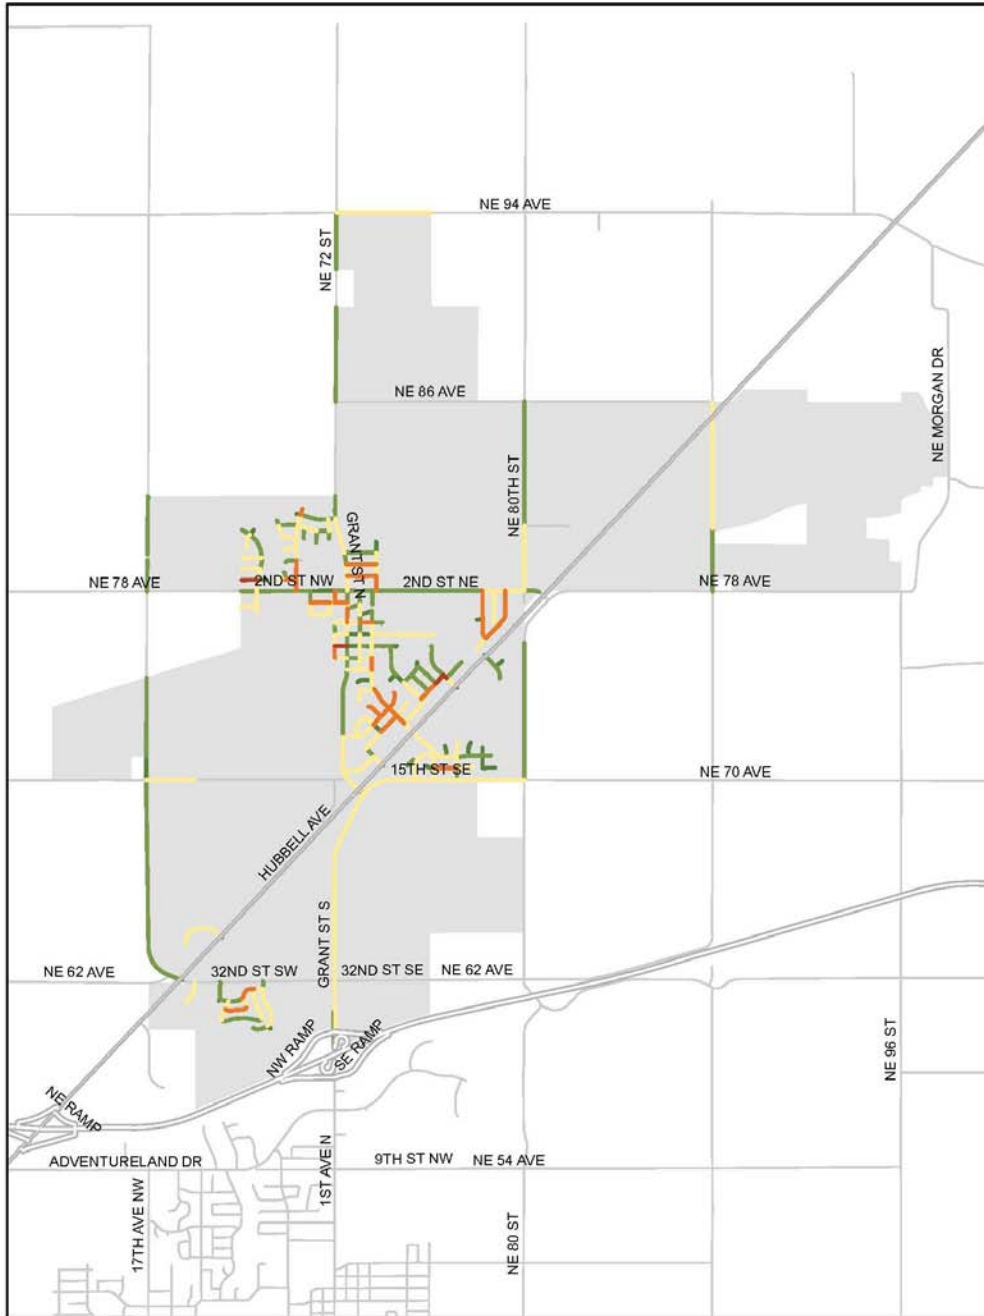 NE 94 AVE
NE 72 ST
NE 86 AVE
NE MORGAN DR
NE 80TH ST
GRANT ST N
NE 78 AVE
2ND ST NW
2ND ST NE
NE 78 AVE
15TH ST SE
NE 70 AVE
HUBBELL AVE
GRANT ST S
NE 62 AVE
32ND ST SW
32ND ST SE
NE 62 AVE
NW RAMP
SE RAMP
NE 96 ST
NE RAMP
ADVENTURELAND DR
1ST AVE N
9TH ST NW
NE 54 AVE
17TH AVE NW
NE 80 ST